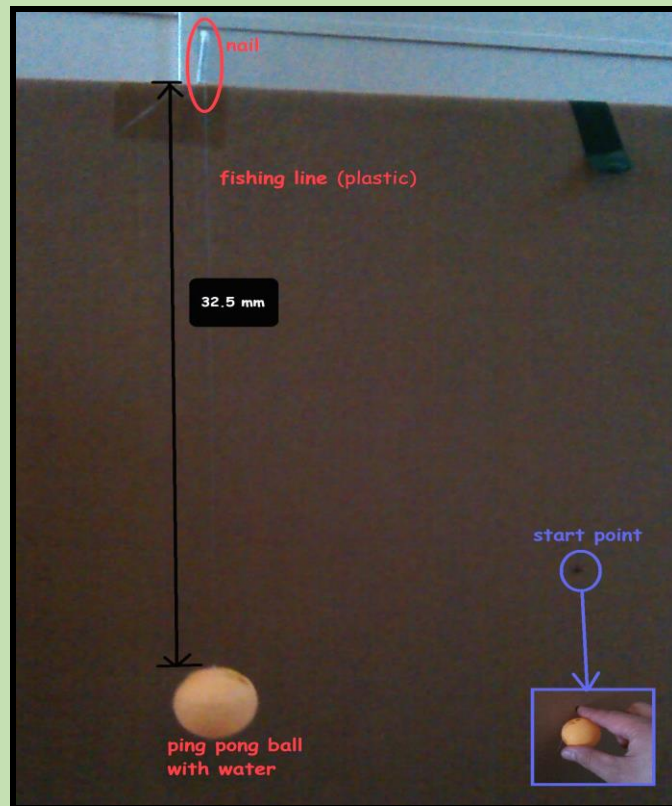 nail
fishing line (plastic)
32.5 mm
start point
ping pong ball
with water